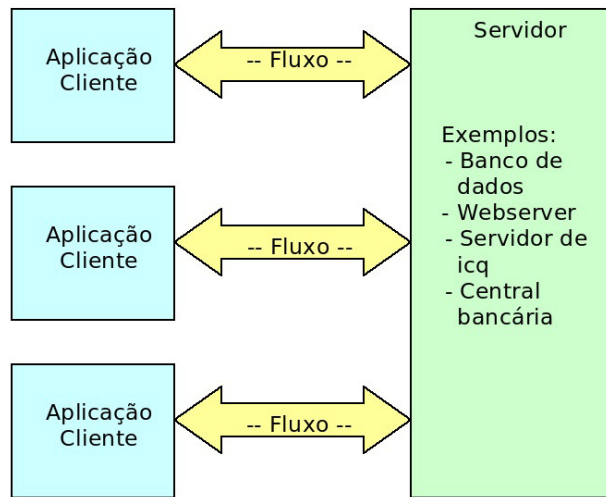 Aplicação
Cliente
-- Fluxo --
Servidor
Exemplos:
- Banco de
dados
- Webserver
- Servidor de
icq
- Central
bancária
Aplicação
Cliente
-- Fluxo --
Aplicação
Cliente
-- Fluxo --